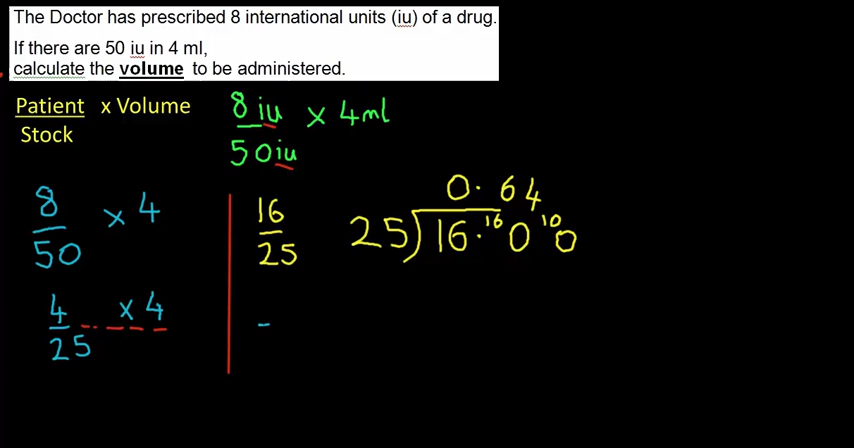 The Doctor has prescribed 8 international units (iu) of a drug.
If there are 50 iu in 4 ml,
calculate the volume to be administered.
Patient x Volume
Stock
8iu x 4ml
50iu
8 x 4
50
16
25
0.64
25)16.¹⁶0¹⁰0
4 x 4
25